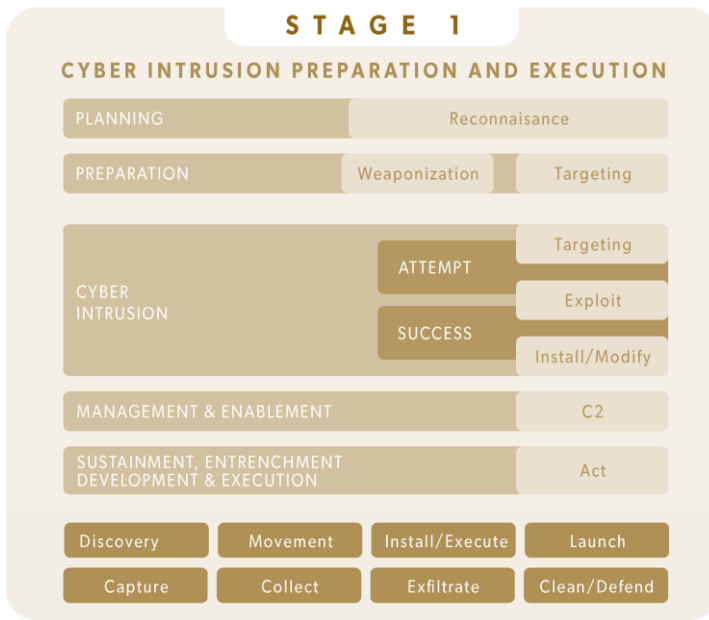 STAGE 1
CYBER INTRUSION PREPARATION AND EXECUTION
PLANNING
Reconnaisance
PREPARATION
Weaponization
Targeting
CYBER
INTRUSION
ATTEMPT
SUCCESS
Targeting
Exploit
Install/Modify
MANAGEMENT & ENABLEMENT
C2
SUSTAINMENT, ENTRENCHMENT
DEVELOPMENT & EXECUTION
Act
Discovery
Movement
Install/Execute
Launch
Capture
Collect
Exfiltrate
Clean/Defend